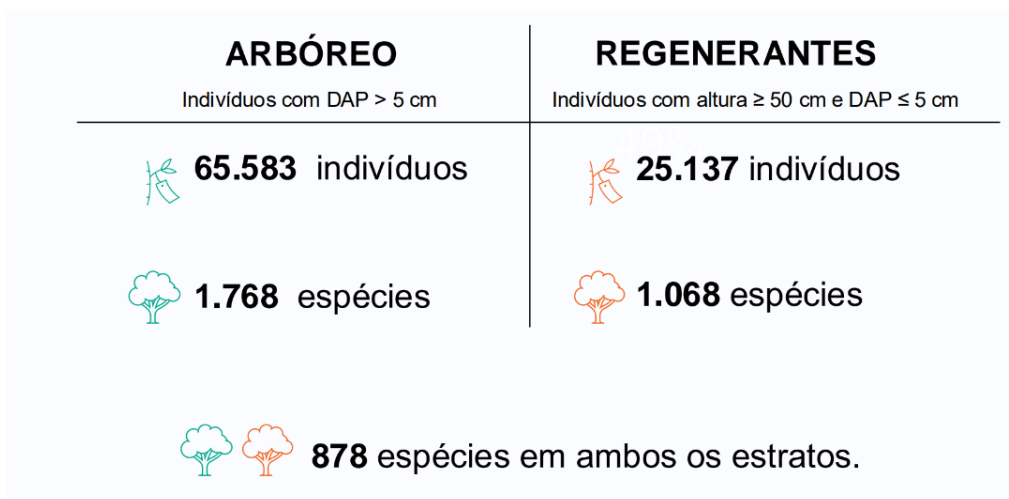 ARBÓREO
Indivíduos com DAP > 5 cm
REGENERANTES
Indivíduos com altura ≥ 50 cm e DAP ≤ 5 cm
49%
65.583 indivíduos
25.137 indivíduos
1.768 espécies
1.068 espécies
878 espécies em ambos os estratos.